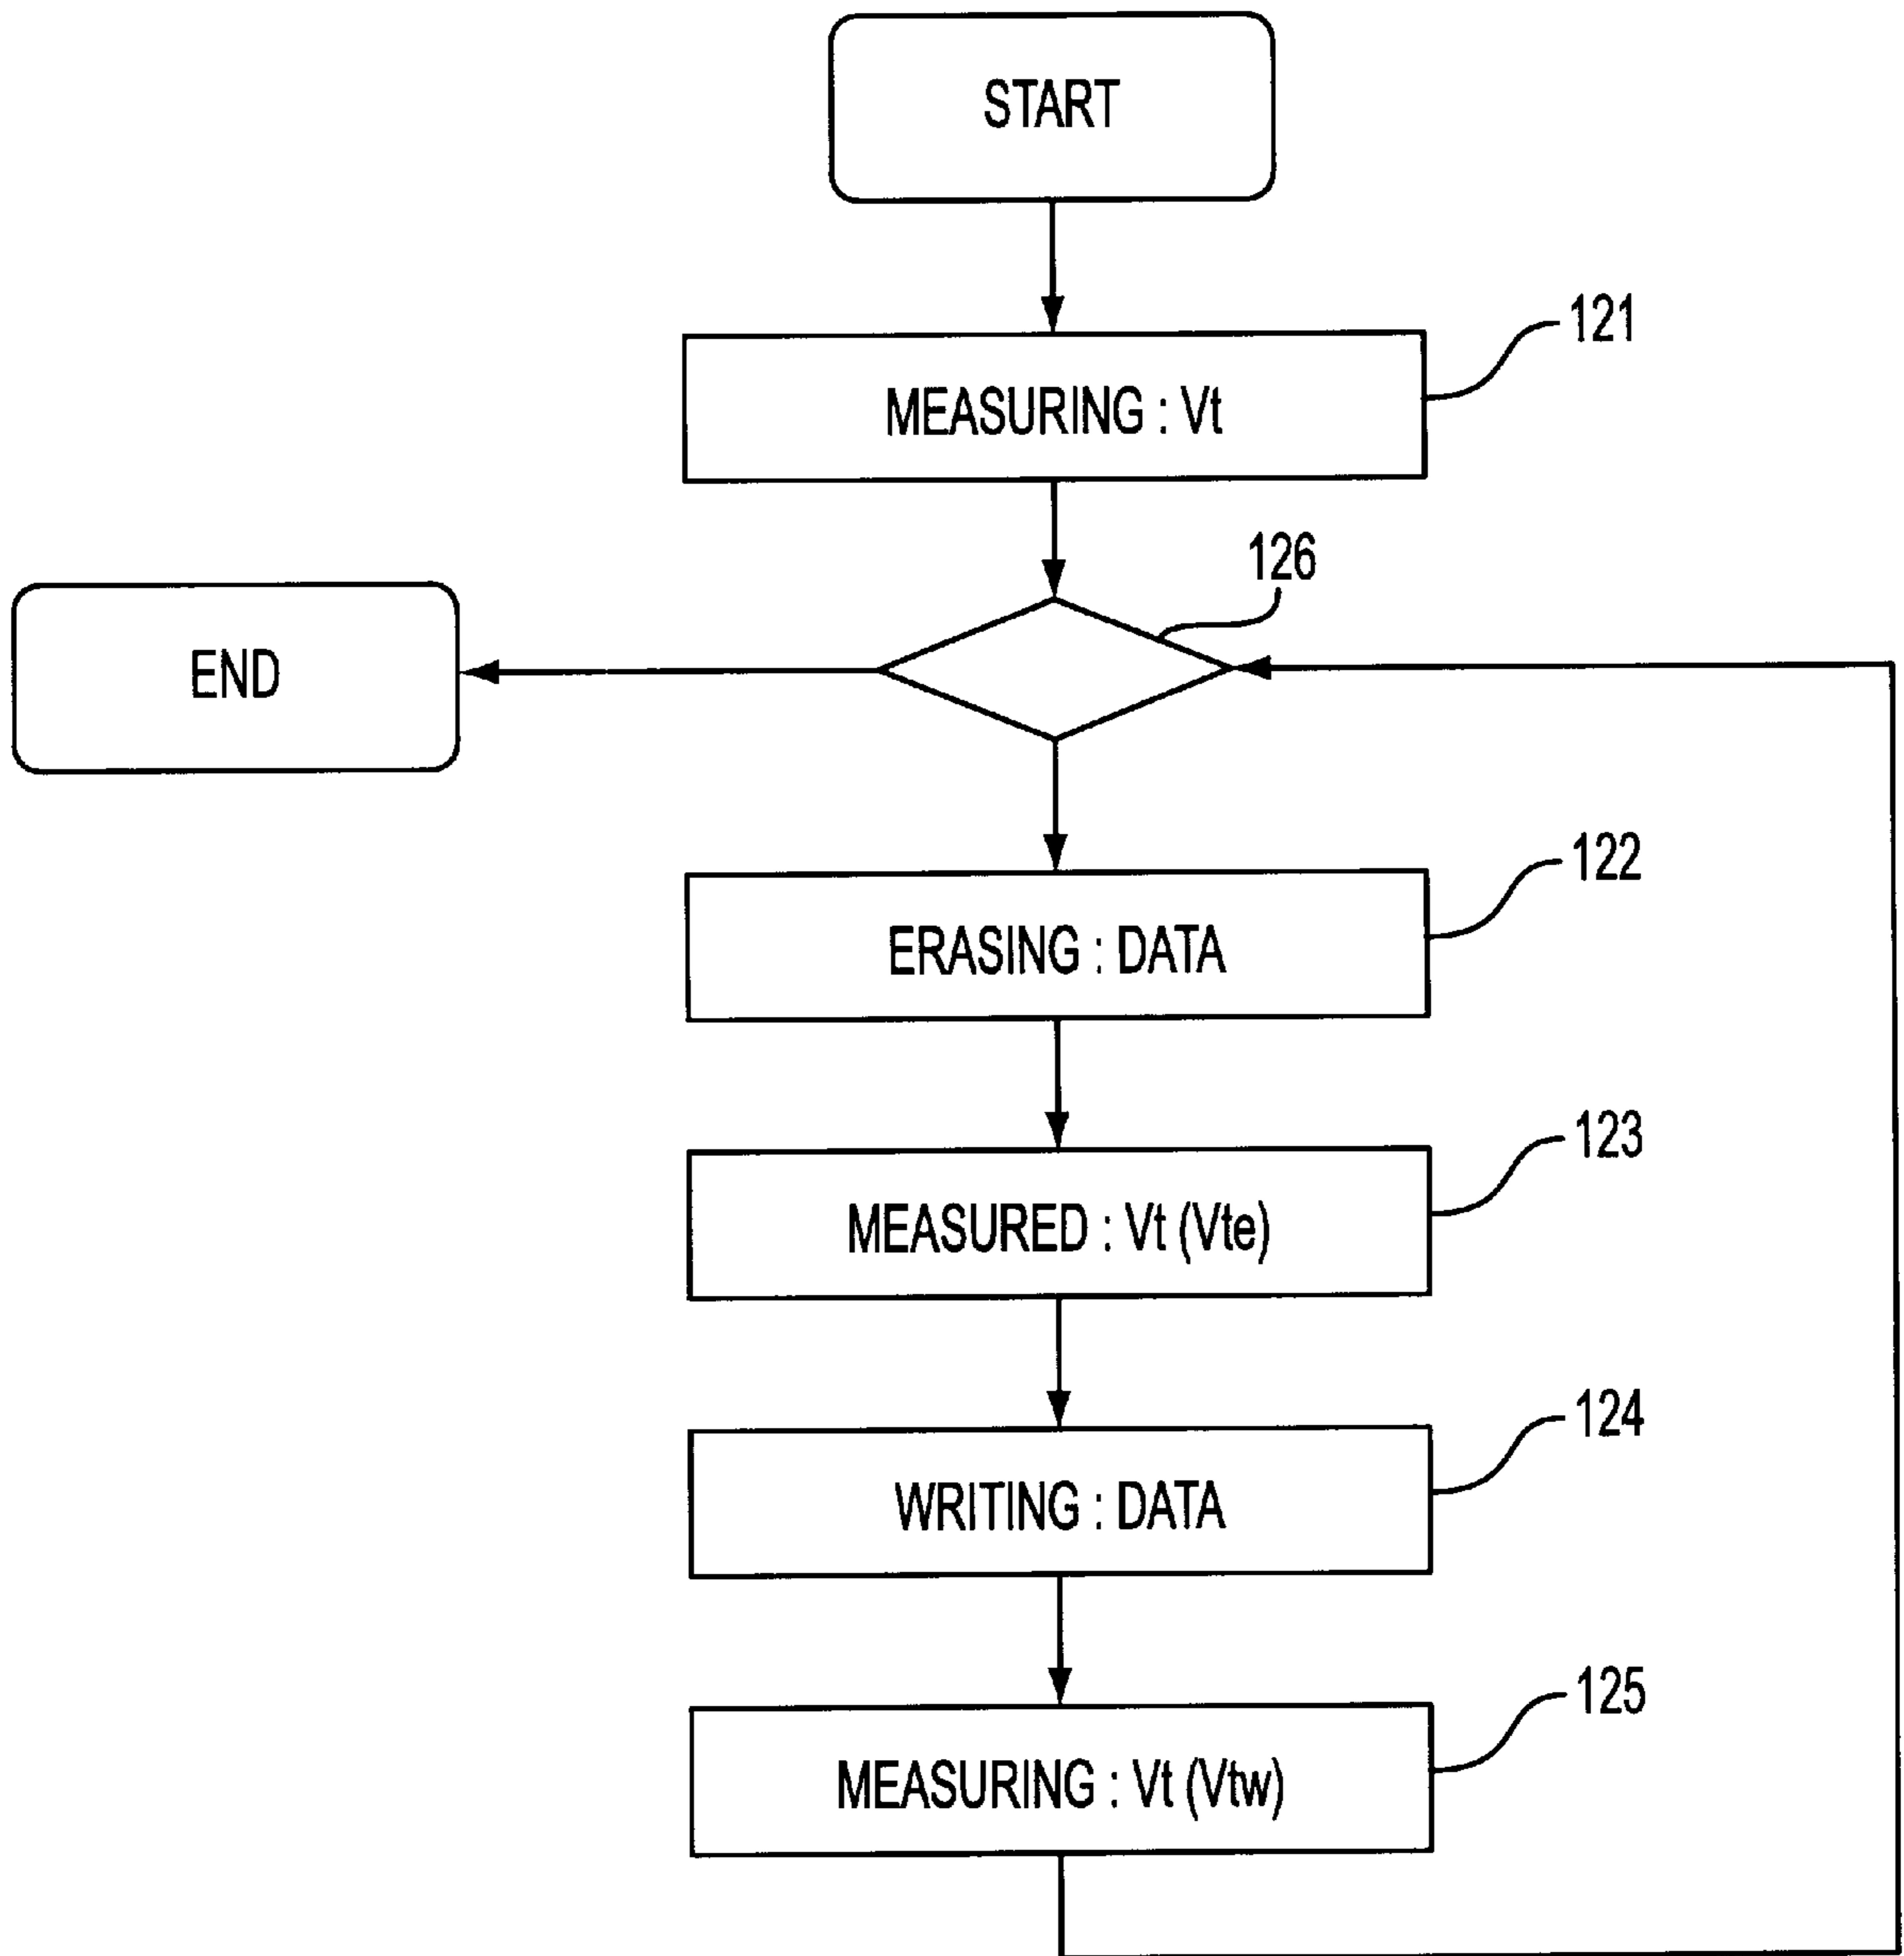 START
121
MEASURING : Vt
126
END
122
ERASING : DATA
123
MEASURED : Vt (Vte)
124
WRITING : DATA
125
MEASURING : Vt (Vtw)